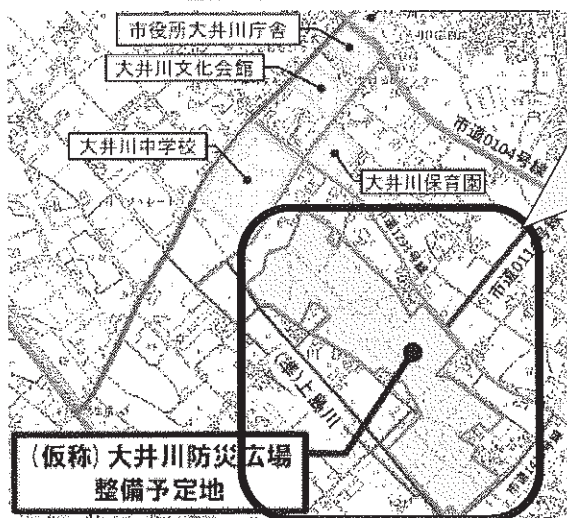 市役所大井川庁舎
大井川文化会館
大井川中学校
大井川保育園
市道0104号線
(準)上泉川
(仮称) 大井川防災広場
整備予定地